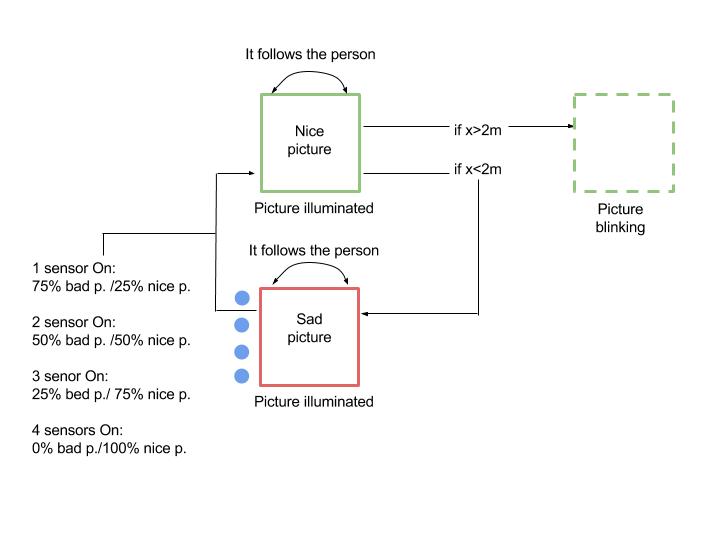 It follows the person
Nice
picture
if x>2m
if x<2m
Picture illuminated
Picture
blinking
It follows the person
1 sensor On:
75% bad p. /25% nice p.
2 sensor On:
50% bad p. /50% nice p.
3 senor On:
25% bed p./ 75% nice p.
4 sensors On:
0% bad p./100% nice p.
Sad
picture
Picture illuminated